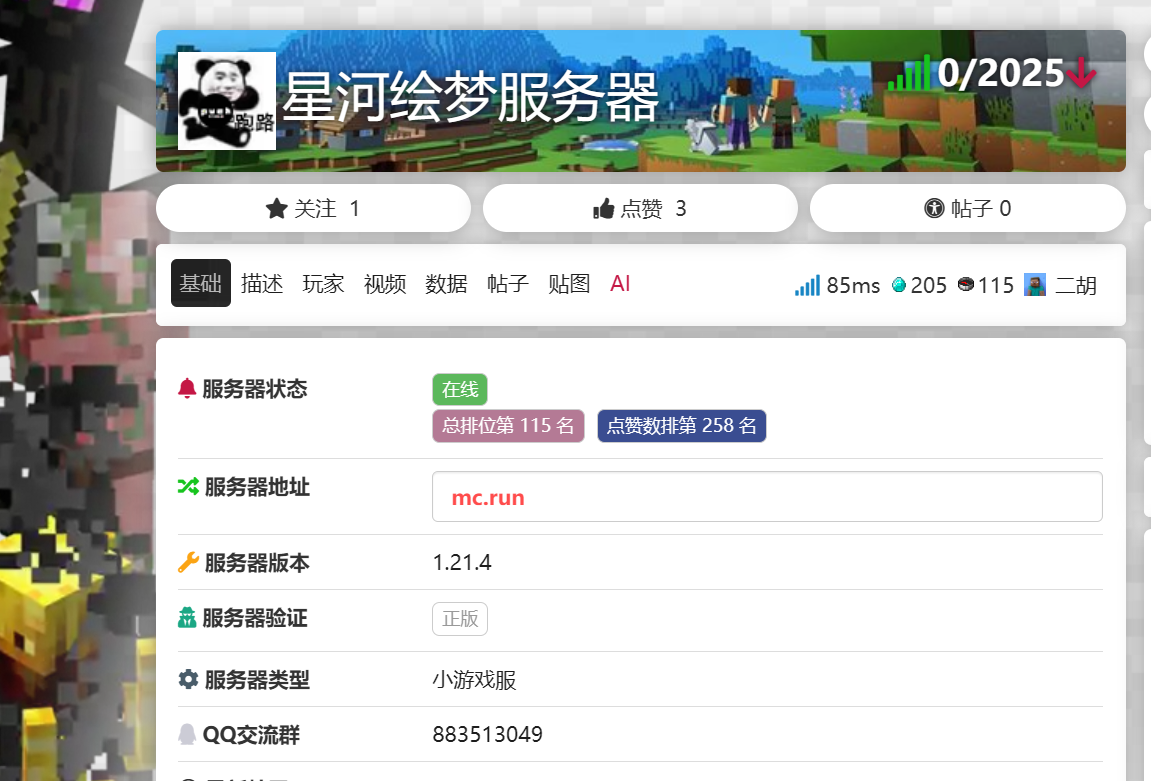 跑路
星河绘梦服务器
0/2025
关注 1
点赞 3
帖子 0
基础 描述 玩家 视频 数据 帖子 贴图 AI
85ms 205 115 二胡
服务器状态 在线
总排位第 115 名 点赞数排第 258 名
服务器地址 mc.run
服务器版本 1.21.4
服务器验证 正版
服务器类型 小游戏服
QQ交流群 883513049